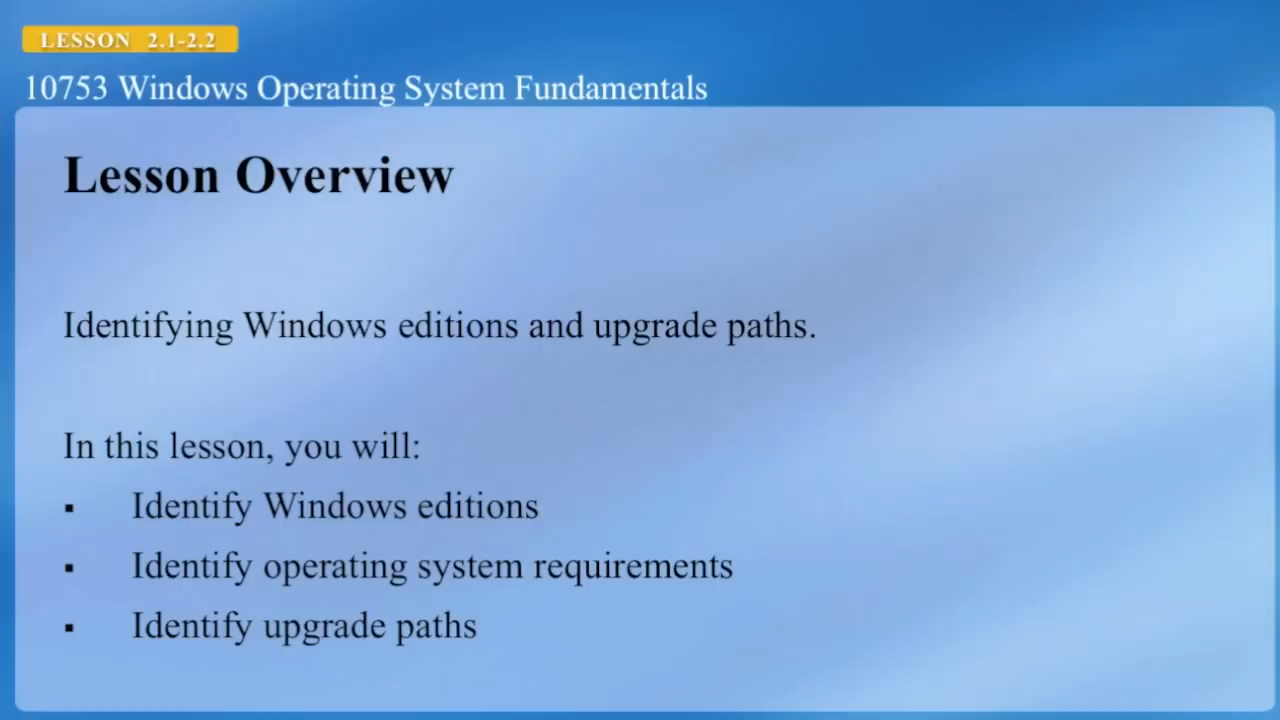 LESSON 2.1-2.2
10753 Windows Operating System Fundamentals
Lesson Overview
Identifying Windows editions and upgrade paths.
In this lesson, you will:
▪ Identify Windows editions
▪ Identify operating system requirements
▪ Identify upgrade paths